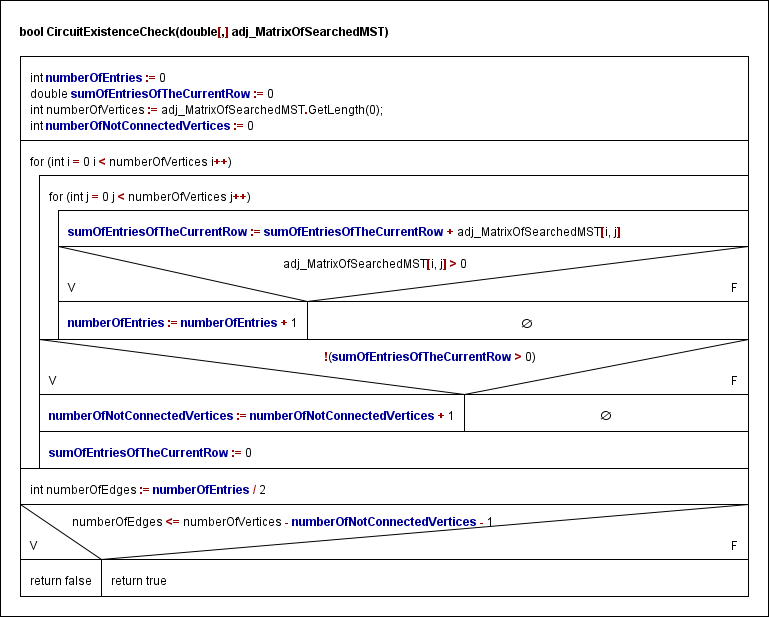 bool CircuitExistenceCheck(double[,] adj_MatrixOfSearchedMST)
int numberOfEntries := 0
double sumOfEntriesOfTheCurrentRow := 0
int numberOfVertices := adj_MatrixOfSearchedMST.GetLength(0);
int numberOfNotConnectedVertices := 0
for (int i = 0 i < numberOfVertices i++)
for (int j = 0 j < numberOfVertices j++)
sumOfEntriesOfTheCurrentRow := sumOfEntriesOfTheCurrentRow + adj_MatrixOfSearchedMST[i, j]
adj_MatrixOfSearchedMST[i, j] > 0
V F
numberOfEntries := numberOfEntries + 1 ∅
!(sumOfEntriesOfTheCurrentRow > 0)
V F
numberOfNotConnectedVertices := numberOfNotConnectedVertices + 1 ∅
sumOfEntriesOfTheCurrentRow := 0
int numberOfEdges := numberOfEntries / 2
numberOfEdges <= numberOfVertices - numberOfNotConnectedVertices - 1
V F
return false return true